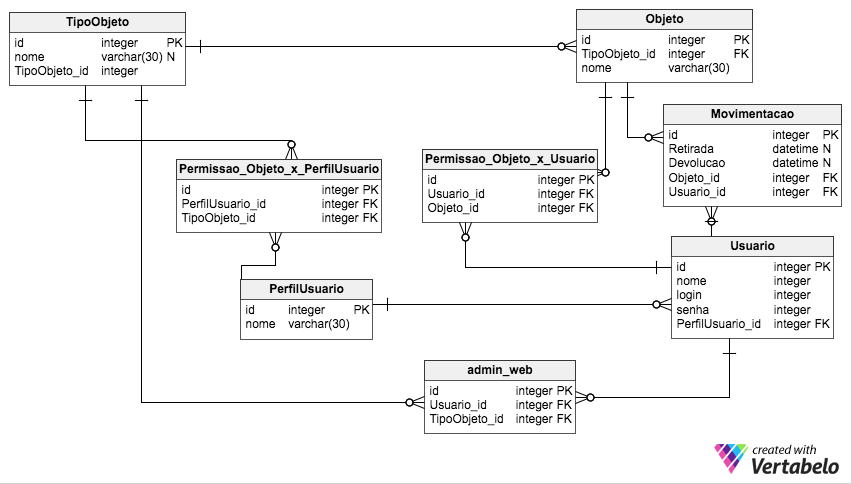 TipoObjeto
id integer PK
nome varchar(30) N
TipoObjeto_id integer
Objeto
id integer PK
TipoObjeto_id integer FK
nome varchar(30)
Movimentacao
id integer PK
Retirada datetime N
Devolucao datetime N
Objeto_id integer FK
Usuario_id integer FK
Permissao_Objeto_x_PerfilUsuario
id integer PK
PerfilUsuario_id integer FK
TipoObjeto_id integer FK
Permissao_Objeto_x_Usuario
id integer PK
Usuario_id integer FK
Objeto_id integer FK
Usuario
id integer PK
nome integer
login integer
senha integer
PerfilUsuario_id integer FK
PerfilUsuario
id integer PK
nome varchar(30)
admin_web
id integer PK
Usuario_id integer FK
TipoObjeto_id integer FK
created with
Vertabelo